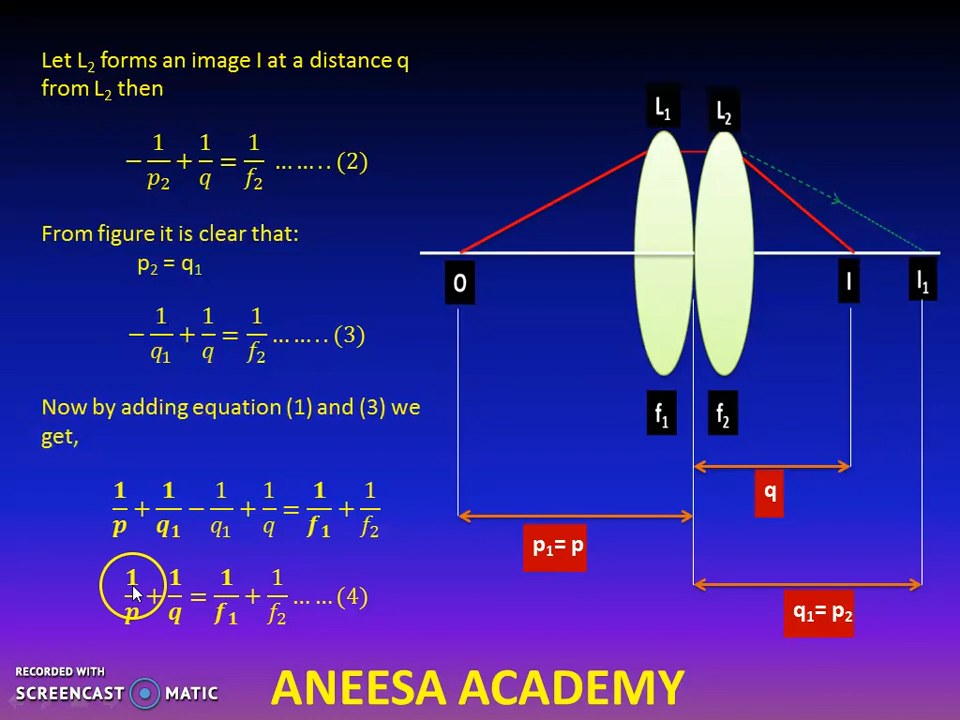 Let L₂ forms an image I at a distance q
from L₂ then
−1/p₂ + 1/q = 1/f₂ ……..(2)
From figure it is clear that:
p₂ = q₁
−1/q₁ + 1/q = 1/f₂ ……..(3)
Now by adding equation (1) and (3) we
get,
1/p + 1/q₁ − 1/q₁ + 1/q = 1/f₁ + 1/f₂
1/p + 1/q = 1/f₁ + 1/f₂ ……(4)
L₁ L₂
O I I₁
f₁ f₂
q
p₁= p
q₁= p₂
RECORDED WITH
SCREENCAST MATIC
ANEESA ACADEMY